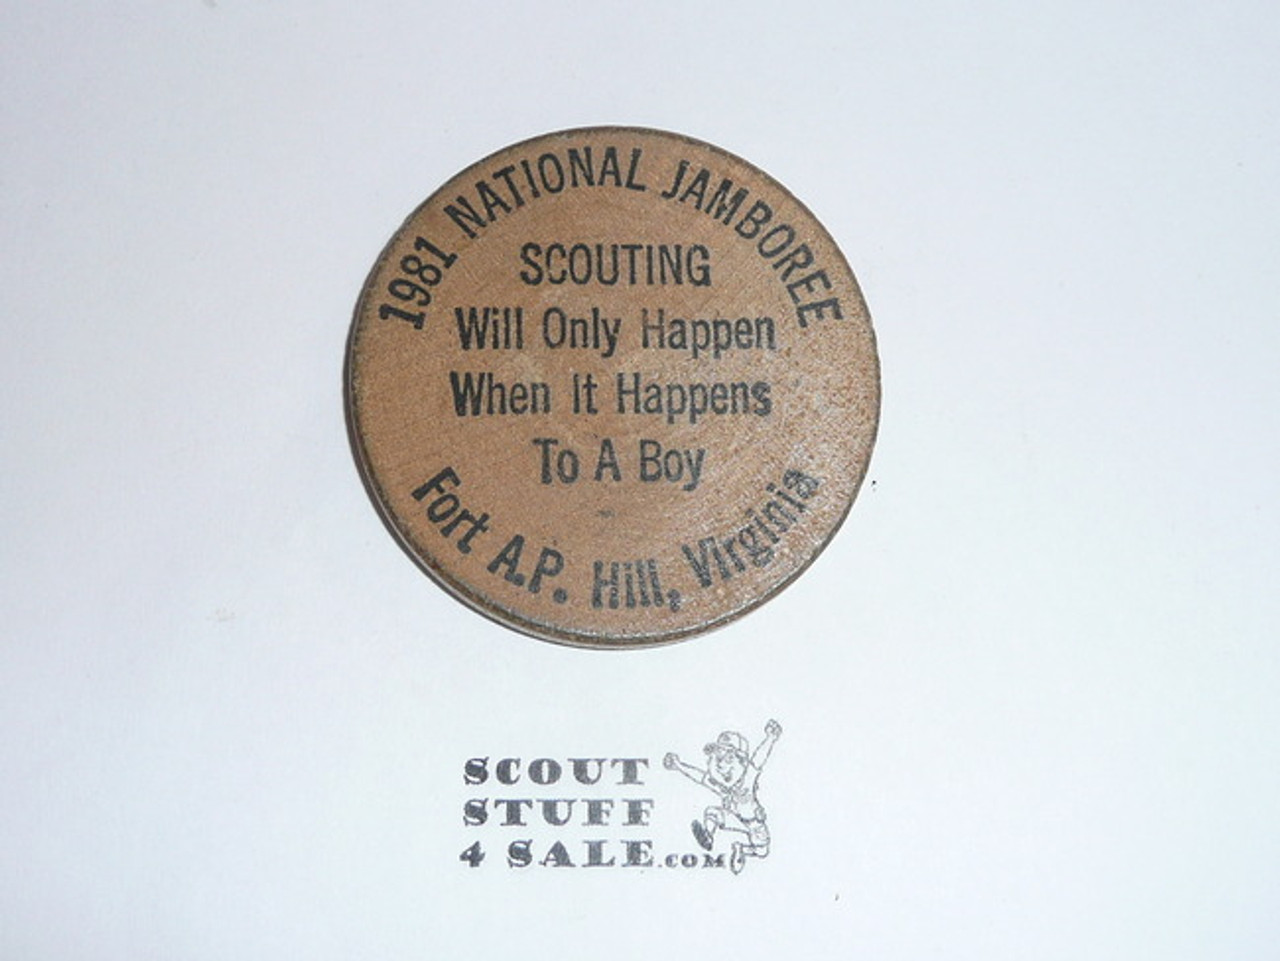 1981 NATIONAL JAMBOREE
SCOUTING
Will Only Happen
When It Happens
To A Boy
Fort A.P. Hill, Virginia
SCOUT
STUFF
4 SALE.COM